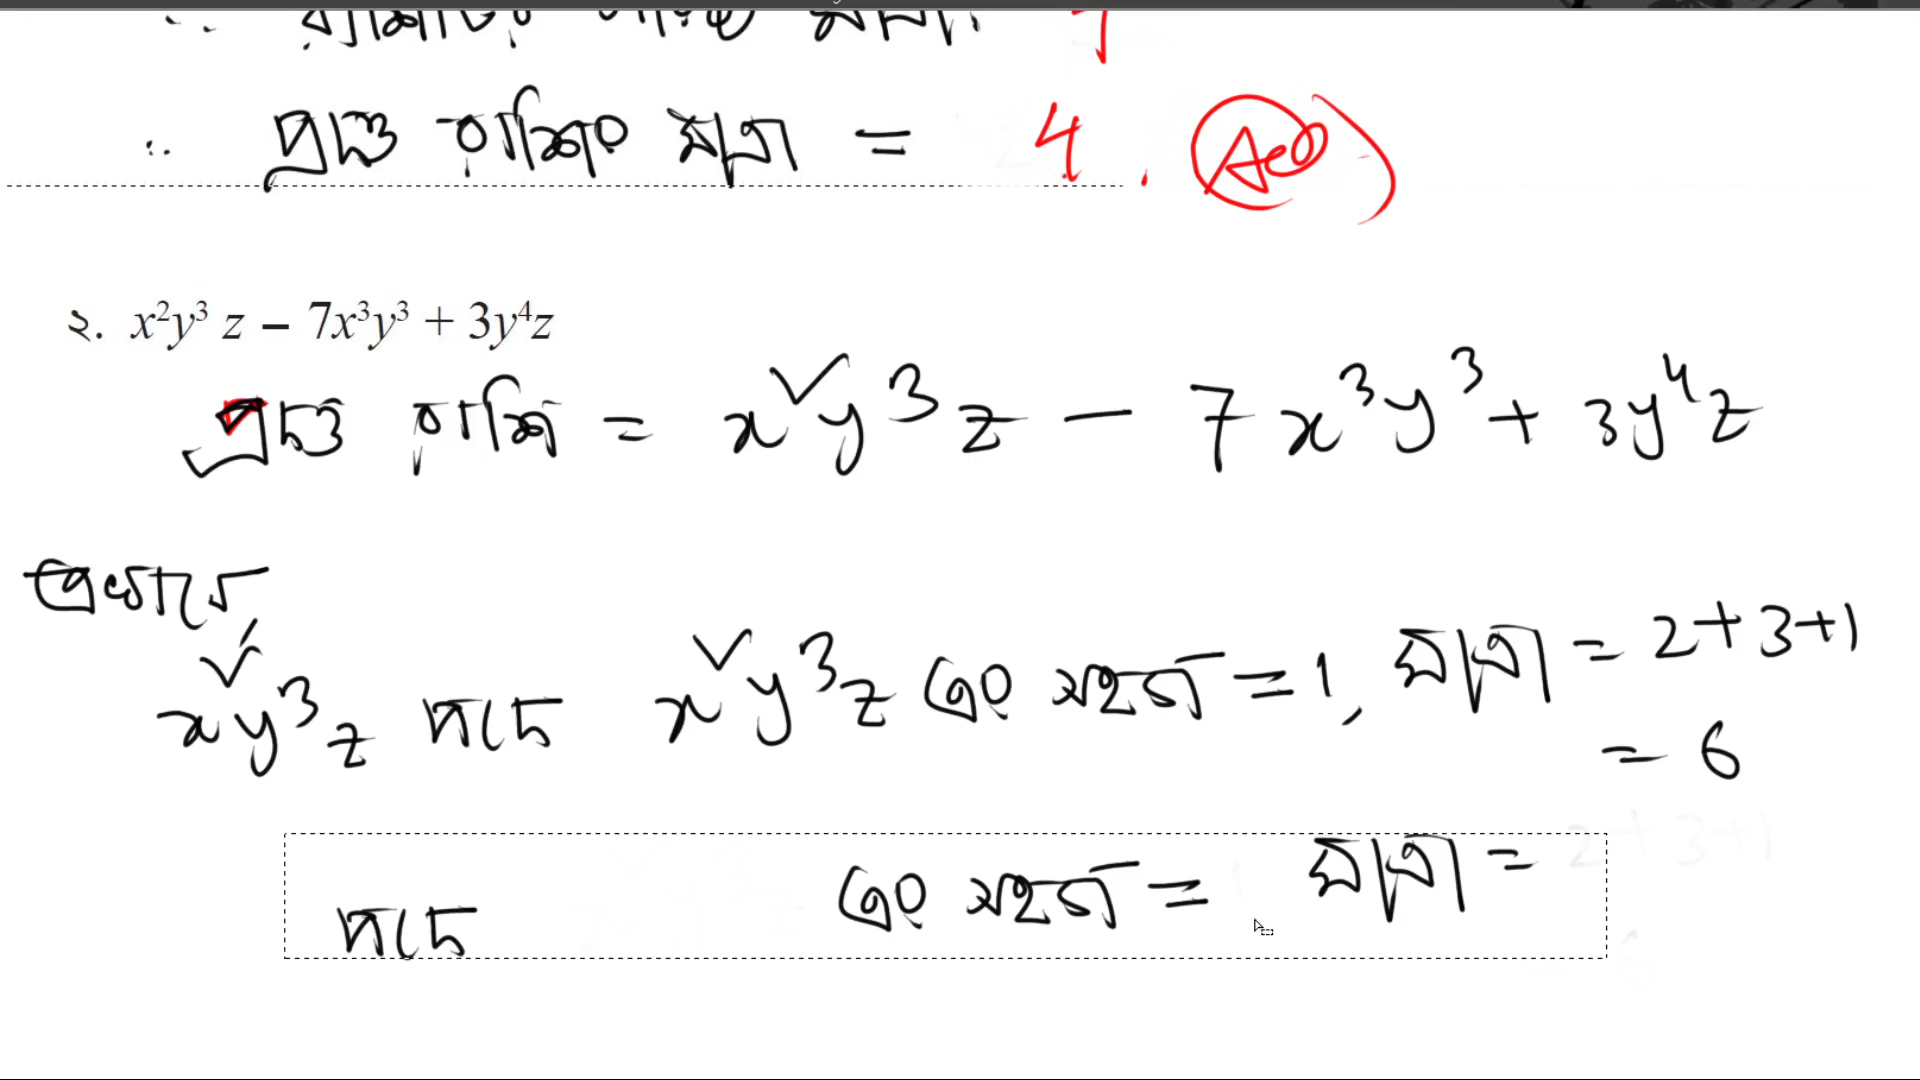 ∴ প্রদত্ত রাশির মাত্রা = 4. (Ans)
২. x²y³ z – 7x³y³ + 3y⁴z
প্রদত্ত রাশি = x²y³z – 7x³y³ + 3y⁴z
এখানে,
x²y³z পদে x²y³z এর সহগ = 1, মাত্রা = 2+3+1
= 6
পদে এর সহগ = মাত্রা =